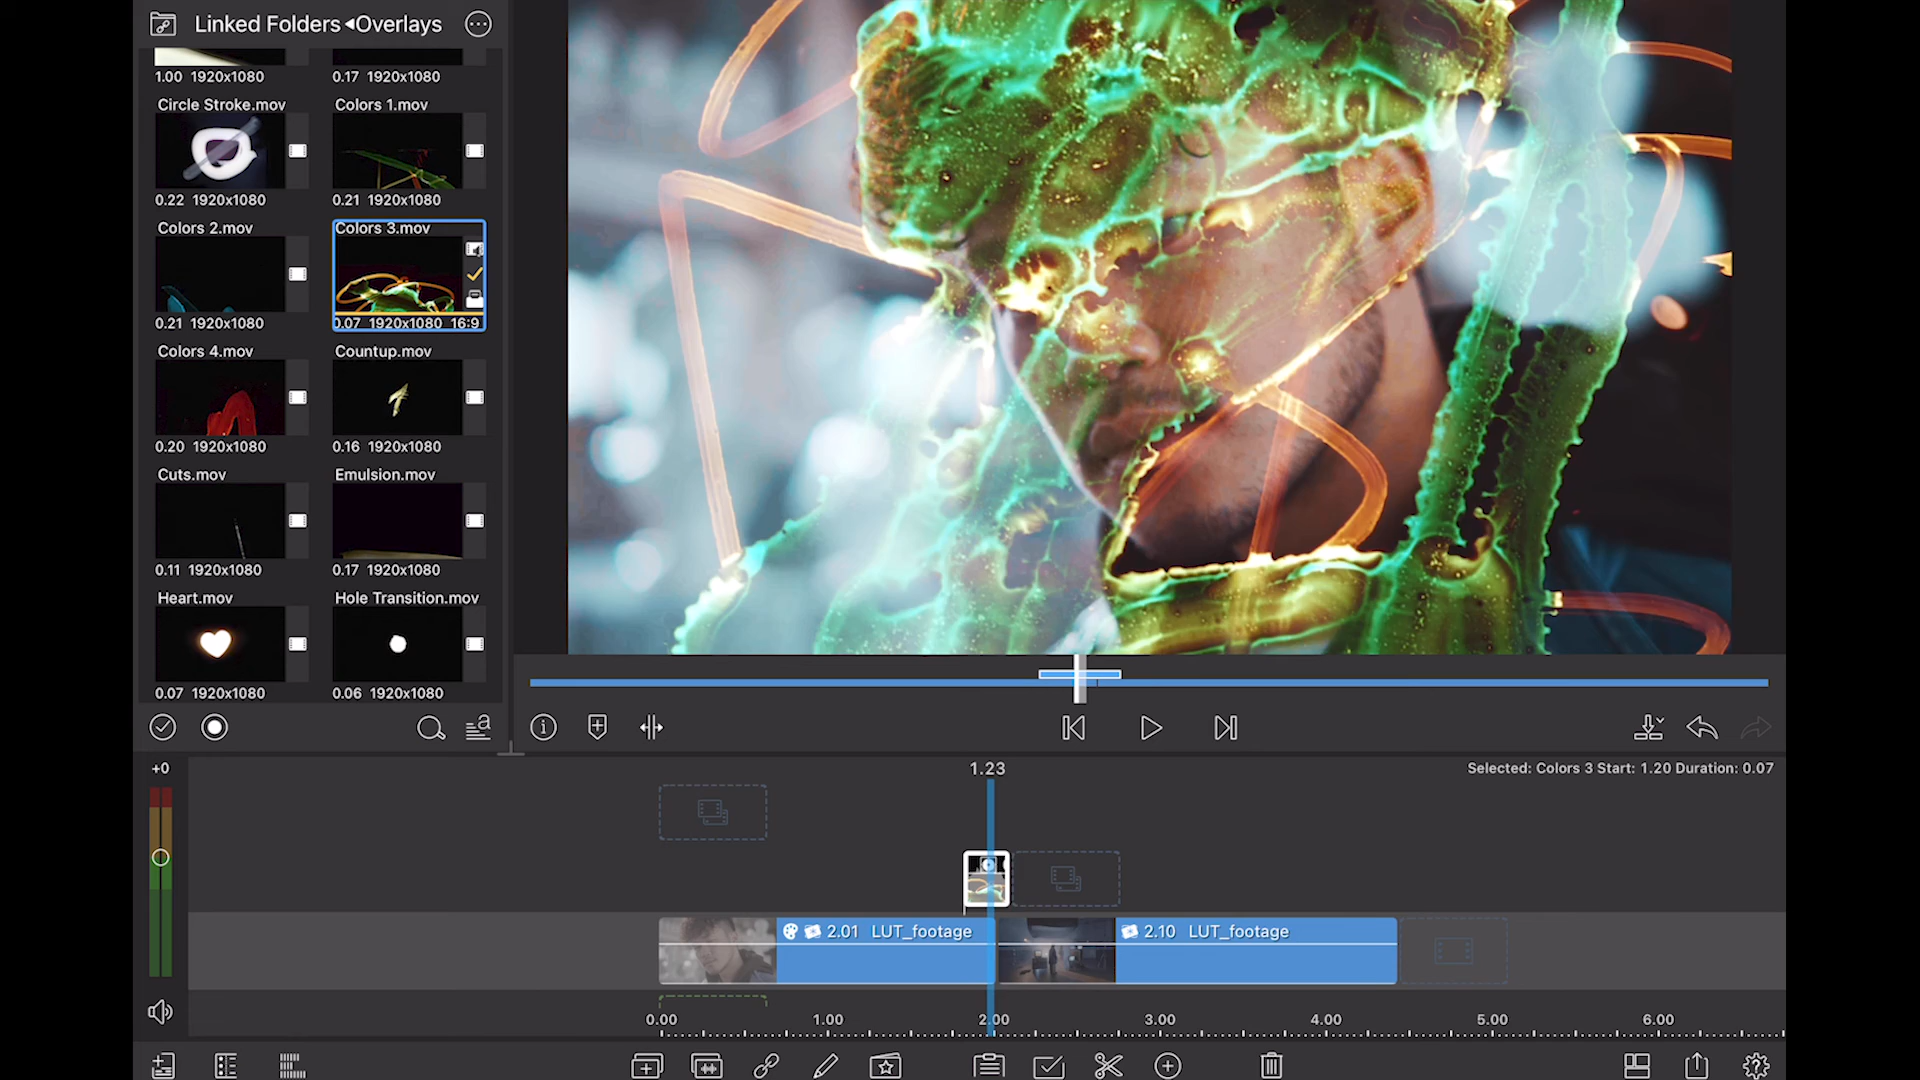 Linked Folders ◂Overlays
1.00 1920x1080
0.17 1920x1080
Circle Stroke.mov
Colors 1.mov
0.22 1920x1080
0.21 1920x1080
Colors 2.mov
Colors 3.mov
0.21 1920x1080
0.07 1920x1080 16:9
Colors 4.mov
Countup.mov
0.20 1920x1080
0.16 1920x1080
Cuts.mov
Emulsion.mov
0.11 1920x1080
0.17 1920x1080
Heart.mov
Hole Transition.mov
0.07 1920x1080
0.06 1920x1080
+0
1.23
Selected: Colors 3 Start: 1.20 Duration: 0.07
2.01 LUT_footage
2.10 LUT_footage
0.00 1.00 2.00 3.00 4.00 5.00 6.00